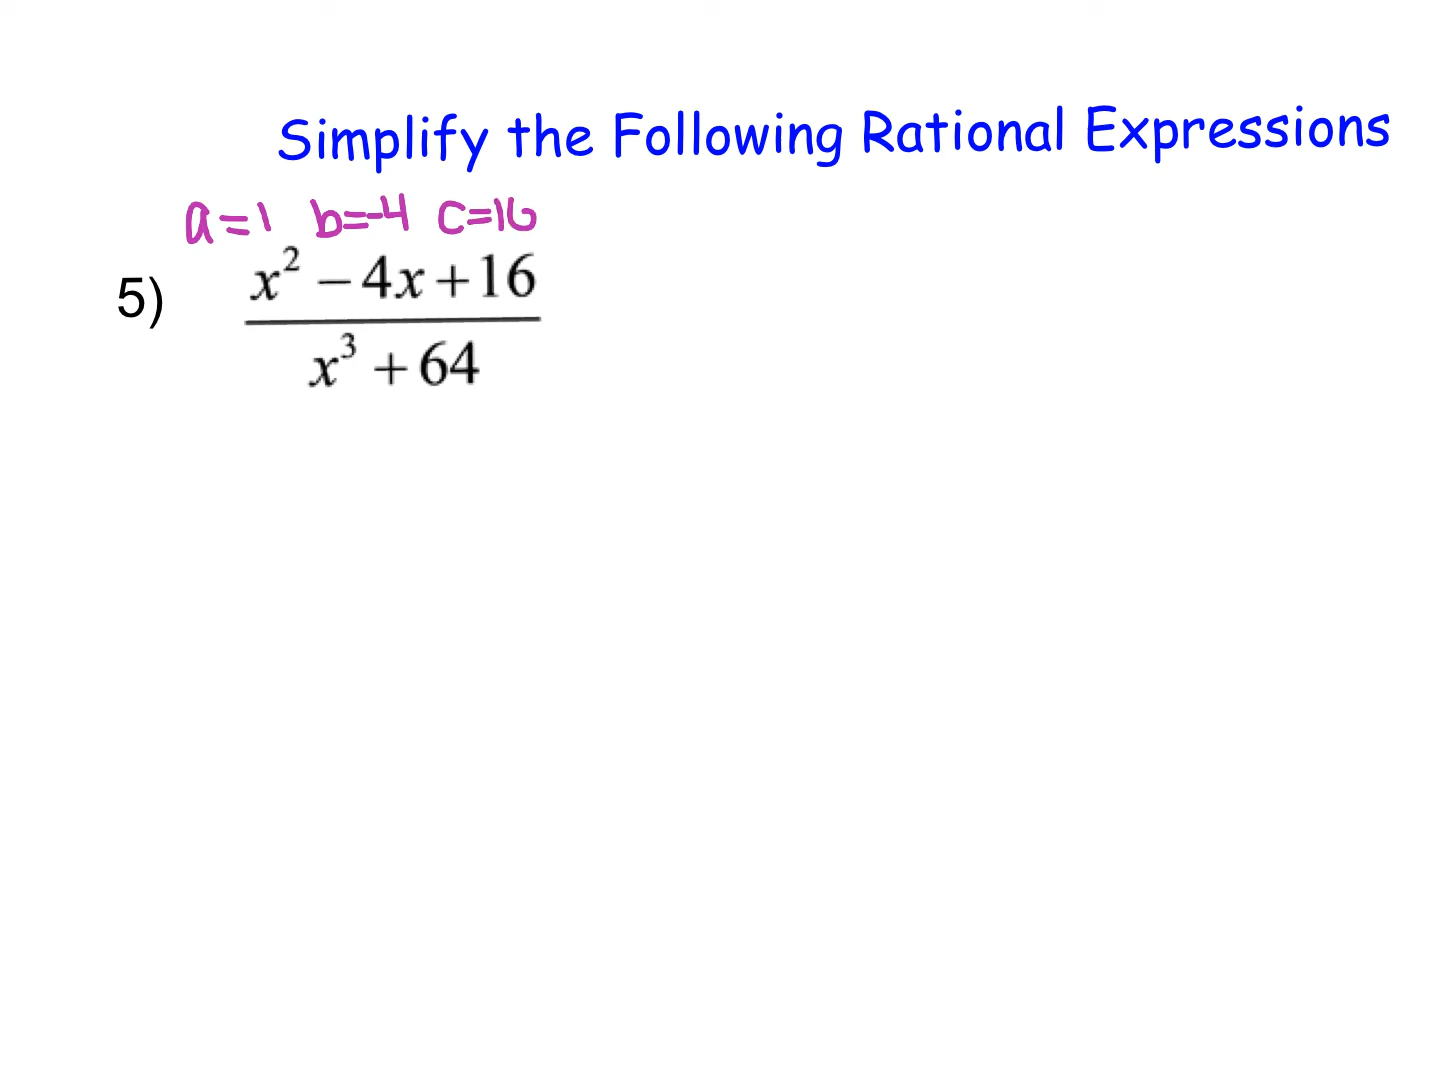 Simplify the Following Rational Expressions
a=1 b=-4 c=16
5) x² − 4x + 16
x³ + 64